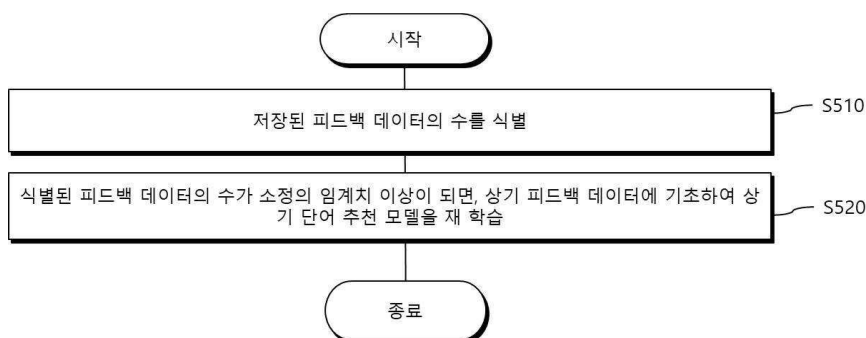 시작
저장된 피드백 데이터의 수를 식별
S510
식별된 피드백 데이터의 수가 소정의 임계치 이상이 되면, 상기 피드백 데이터에 기초하여 상
기 단어 추천 모델을 재 학습
S520
종료